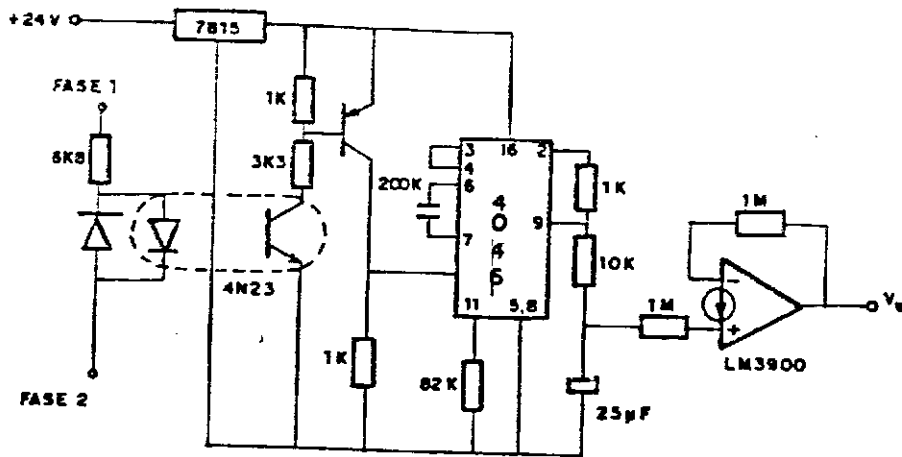 +24V
7815
FASE 1
1K
6K8
3K3
200K
3
4
6
7
16
2
9
4
0
4
6
11
5,8
1K
10K
1M
1M
-
+
V
4N23
LM3900
1K
82K
25µF
FASE 2